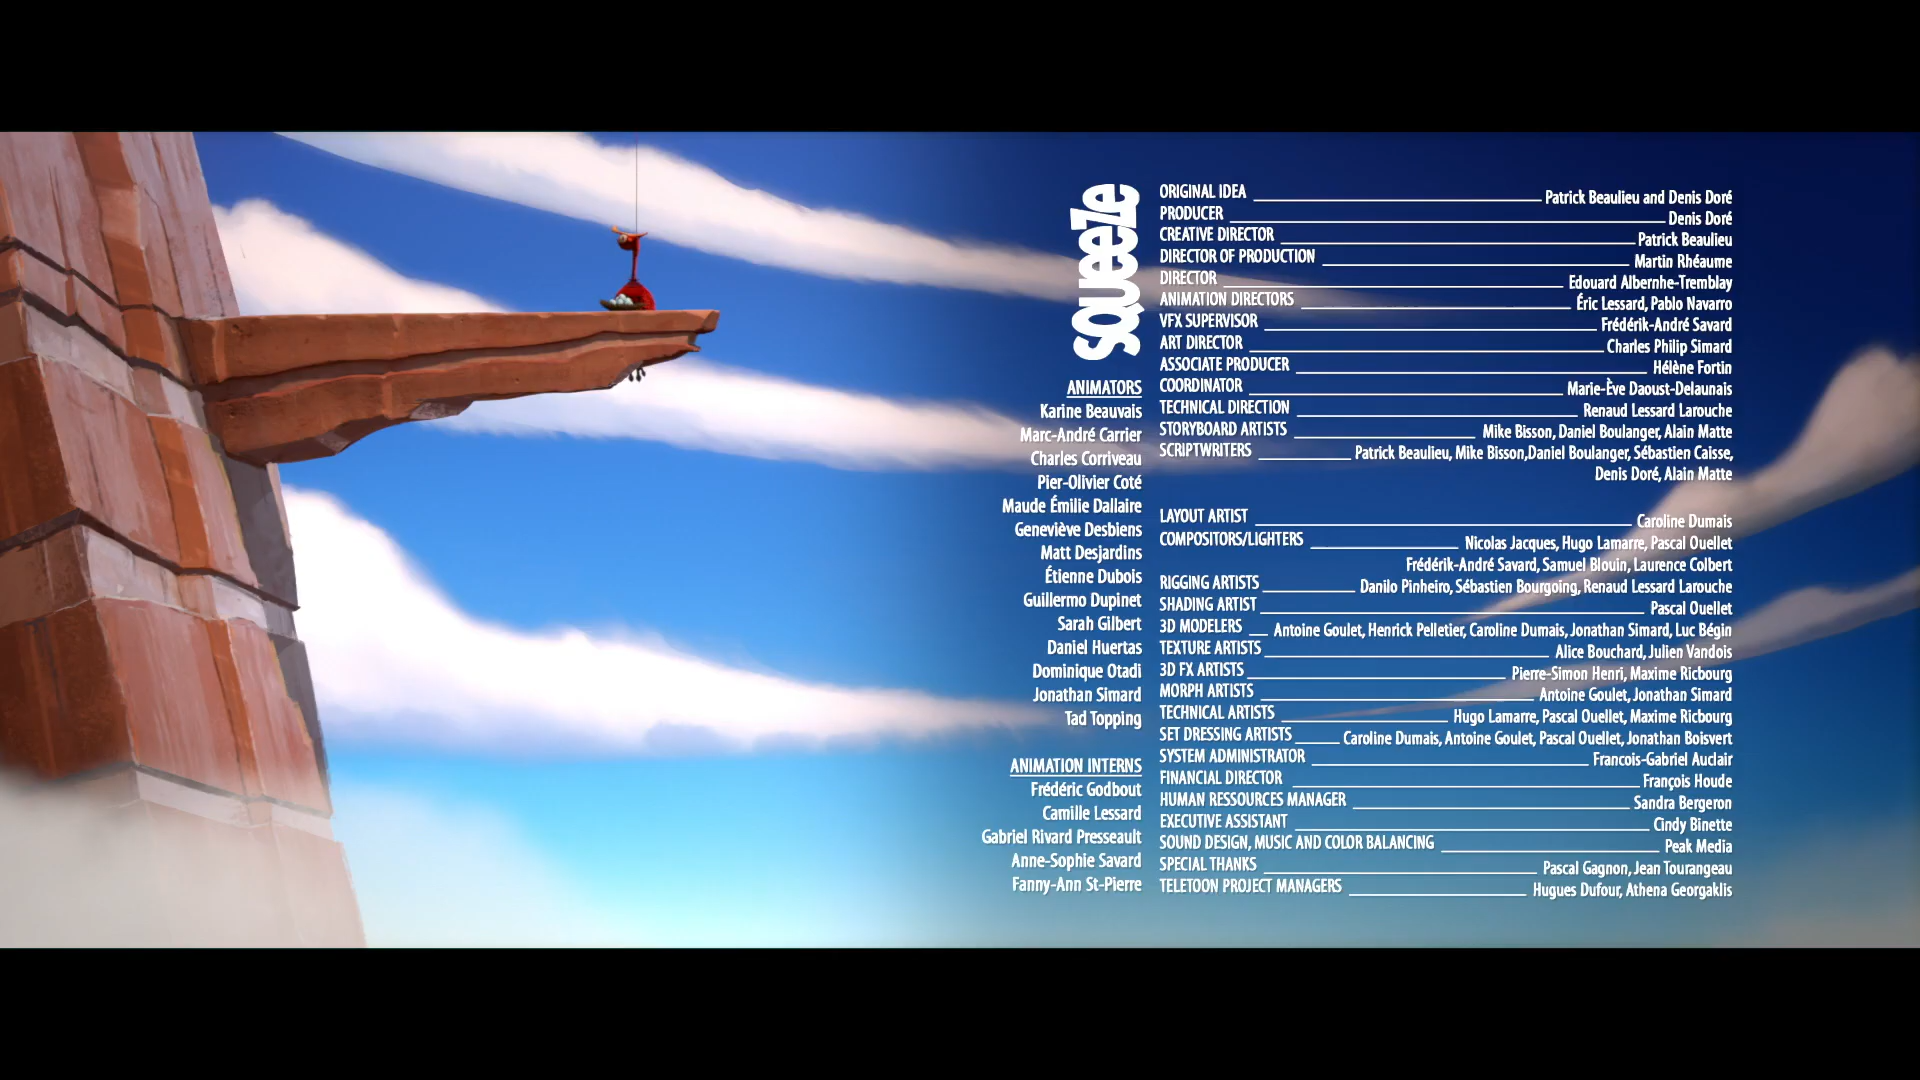 squeeze
ANIMATORS
Karine Beauvais
Marc-André Carrier
Charles Corriveau
Pier-Olivier Coté
Maude Émilie Dallaire
Geneviève Desbiens
Matt Desjardins
Étienne Dubois
Guillermo Dupinet
Sarah Gilbert
Daniel Huertas
Dominique Otadi
Jonathan Simard
Tad Topping
ANIMATION INTERNS
Frédéric Godbout
Camille Lessard
Gabriel Rivard Presseault
Anne-Sophie Savard
Fanny-Ann St-Pierre
ORIGINAL IDEA Patrick Beaulieu and Denis Doré
PRODUCER Denis Doré
CREATIVE DIRECTOR Patrick Beaulieu
DIRECTOR OF PRODUCTION Martin Rhéaume
DIRECTOR Edouard Albernhe-Tremblay
ANIMATION DIRECTORS Éric Lessard, Pablo Navarro
VFX SUPERVISOR Frédérik-André Savard
ART DIRECTOR Charles Philip Simard
ASSOCIATE PRODUCER Hélène Fortin
COORDINATOR Marie-Ève Daoust-Delaunais
TECHNICAL DIRECTION Renaud Lessard Larouche
STORYBOARD ARTISTS Mike Bisson, Daniel Boulanger, Alain Matte
SCRIPTWRITERS Patrick Beaulieu, Mike Bisson,Daniel Boulanger, Sébastien Caisse,
Denis Doré, Alain Matte
LAYOUT ARTIST Caroline Dumais
COMPOSITORS/LIGHTERS Nicolas Jacques, Hugo Lamarre, Pascal Ouellet
Frédérik-André Savard, Samuel Blouin, Laurence Colbert
RIGGING ARTISTS Danilo Pinheiro, Sébastien Bourgoing, Renaud Lessard Larouche
SHADING ARTIST Pascal Ouellet
3D MODELERS Antoine Goulet, Henrick Pelletier, Caroline Dumais, Jonathan Simard, Luc Bégin
TEXTURE ARTISTS Alice Bouchard, Julien Vandois
3D FX ARTISTS Pierre-Simon Henri, Maxime Ricbourg
MORPH ARTISTS Antoine Goulet, Jonathan Simard
TECHNICAL ARTISTS Hugo Lamarre, Pascal Ouellet, Maxime Ricbourg
SET DRESSING ARTISTS Caroline Dumais, Antoine Goulet, Pascal Ouellet, Jonathan Boisvert
SYSTEM ADMINISTRATOR Francois-Gabriel Auclair
FINANCIAL DIRECTOR François Houde
HUMAN RESSOURCES MANAGER Sandra Bergeron
EXECUTIVE ASSISTANT Cindy Binette
SOUND DESIGN, MUSIC AND COLOR BALANCING Peak Media
SPECIAL THANKS Pascal Gagnon, Jean Tourangeau
TELETOON PROJECT MANAGERS Hugues Dufour, Athena Georgaklis